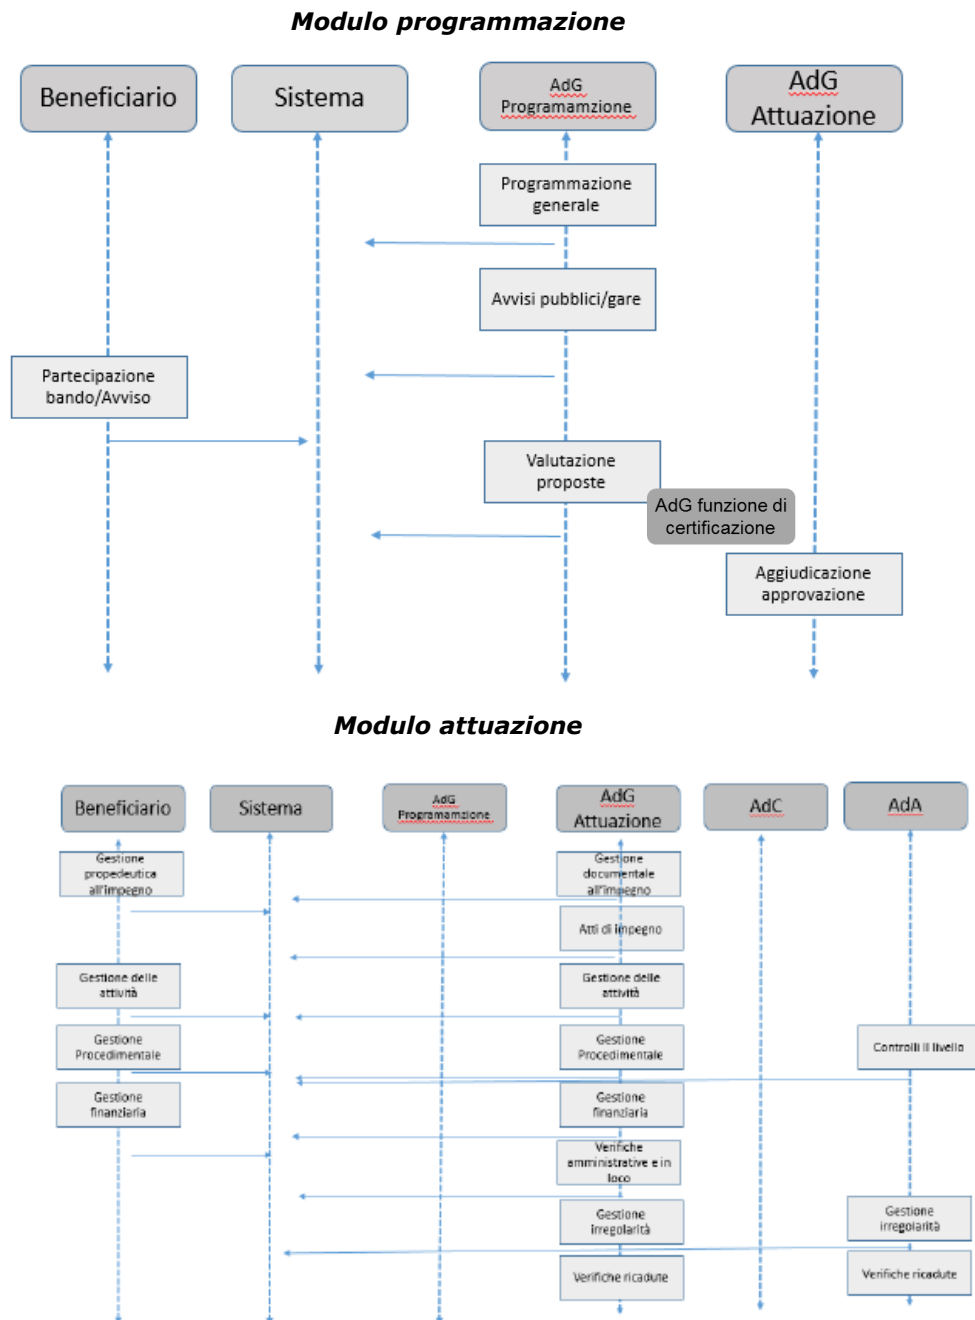 Modulo programmazione
Beneficiario
Sistema
AdG
Programamzione
AdG
Attuazione
Programmazione
generale
Avvisi pubblici/gare
Partecipazione
bando/Avviso
Valutazione
proposte
AdG funzione di
certificazione
Aggiudicazione
approvazione
Modulo attuazione
Beneficiario
Sistema
AdG
Programamzione
AdG
Attuazione
AdC
AdA
Gestione
propedeutica
all'impegno
Gestione
documentale
all'impegno
Atti di impegno
Gestione delle
attività
Gestione delle
attività
Gestione
Procedimentale
Gestione
Procedimentale
Controlli II livello
Gestione
finanziaria
Gestione
finanziaria
Verifiche
amministrative e in
loco
Gestione
irregolarità
Gestione
irregolarità
Verifiche ricadute
Verifiche ricadute